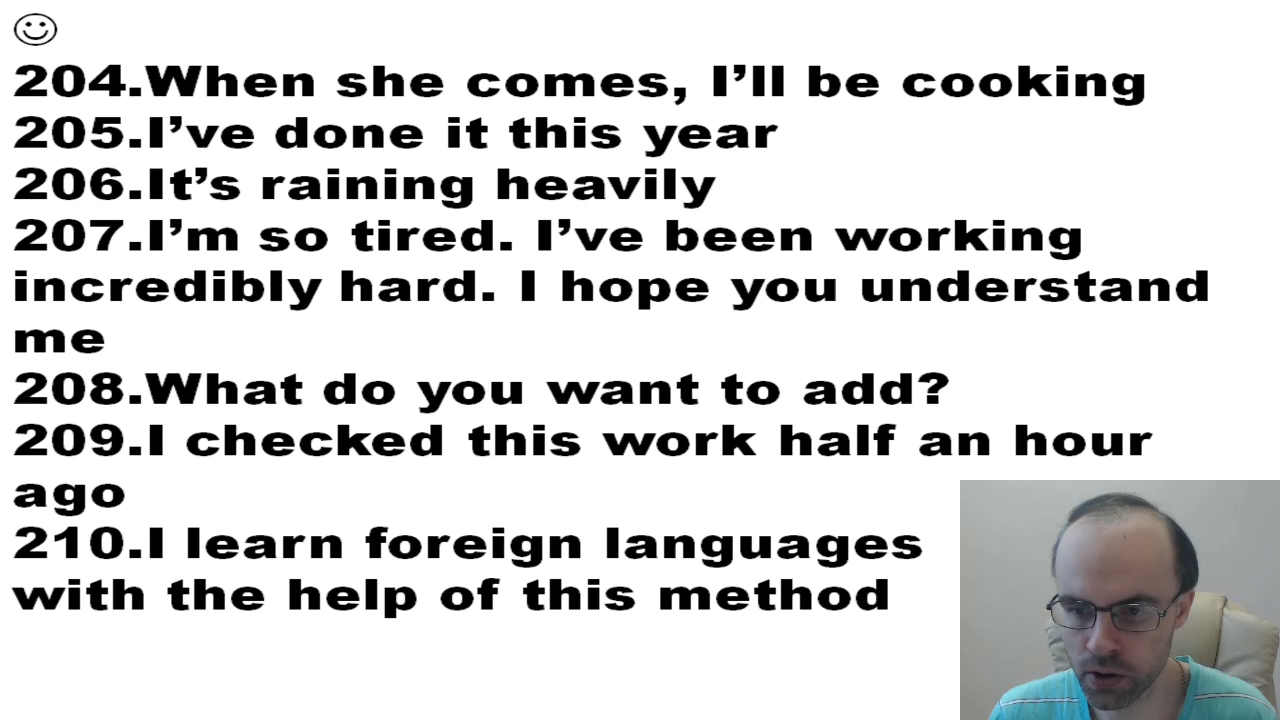 204.When she comes, I’ll be cooking
205.I’ve done it this year
206.It’s raining heavily
207.I’m so tired. I’ve been working
incredibly hard. I hope you understand
me
208.What do you want to add?
209.I checked this work half an hour
ago
210.I learn foreign languages
with the help of this method